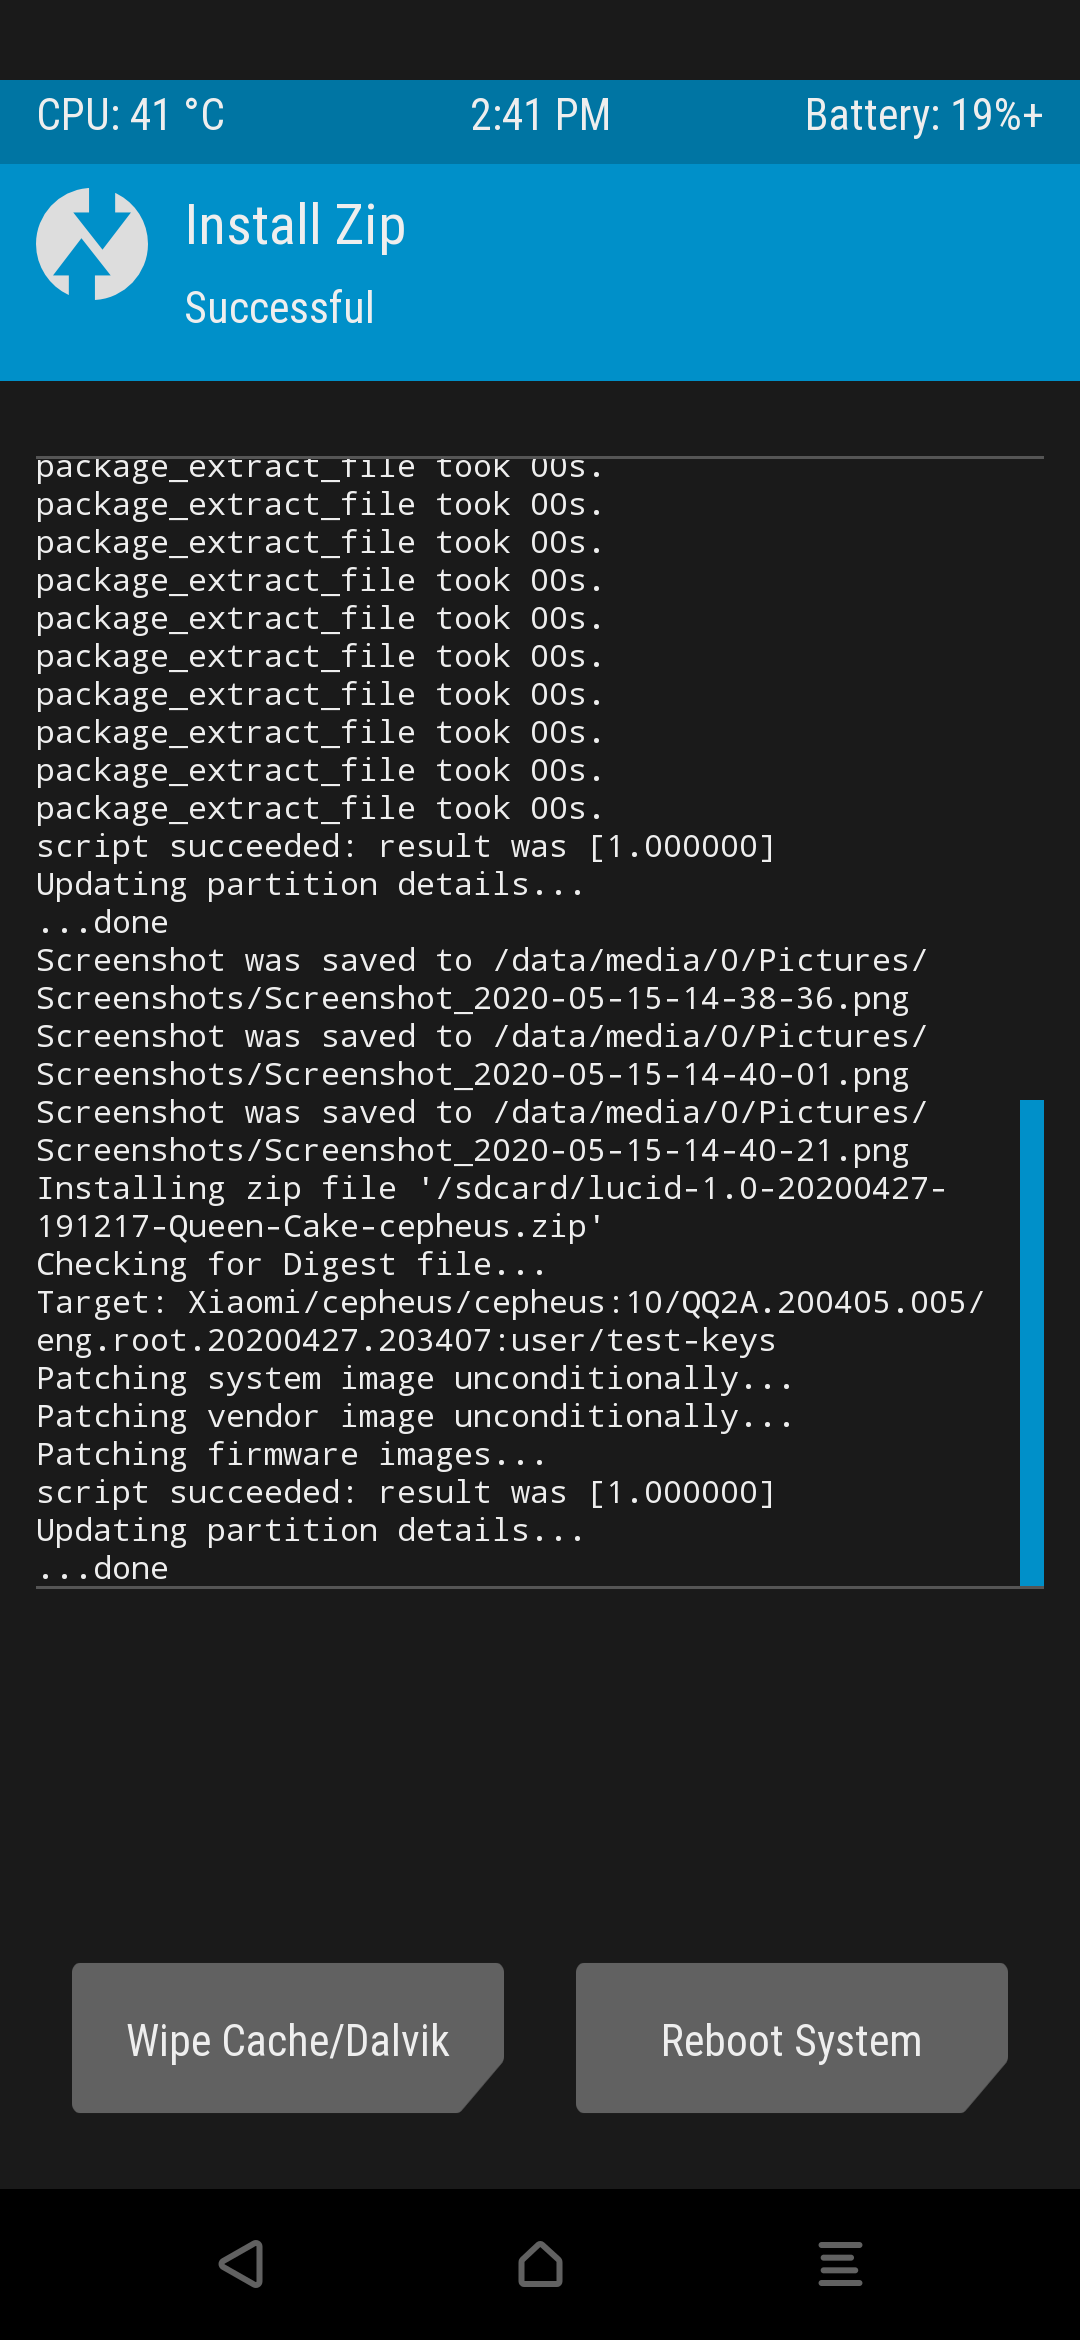 CPU: 41 °C 2:41 PM Battery: 19%+
Install Zip
Successful
package_extract_file took 00s.
package_extract_file took 00s.
package_extract_file took 00s.
package_extract_file took 00s.
package_extract_file took 00s.
package_extract_file took 00s.
package_extract_file took 00s.
package_extract_file took 00s.
package_extract_file took 00s.
package_extract_file took 00s.
script succeeded: result was [1.000000]
Updating partition details...
...done
Screenshot was saved to /data/media/0/Pictures/
Screenshots/Screenshot_2020-05-15-14-38-36.png
Screenshot was saved to /data/media/0/Pictures/
Screenshots/Screenshot_2020-05-15-14-40-01.png
Screenshot was saved to /data/media/0/Pictures/
Screenshots/Screenshot_2020-05-15-14-40-21.png
Installing zip file '/sdcard/lucid-1.0-20200427-
191217-Queen-Cake-cepheus.zip'
Checking for Digest file...
Target: Xiaomi/cepheus/cepheus:10/QQ2A.200405.005/
eng.root.20200427.203407:user/test-keys
Patching system image unconditionally...
Patching vendor image unconditionally...
Patching firmware images...
script succeeded: result was [1.000000]
Updating partition details...
...done
Wipe Cache/Dalvik Reboot System